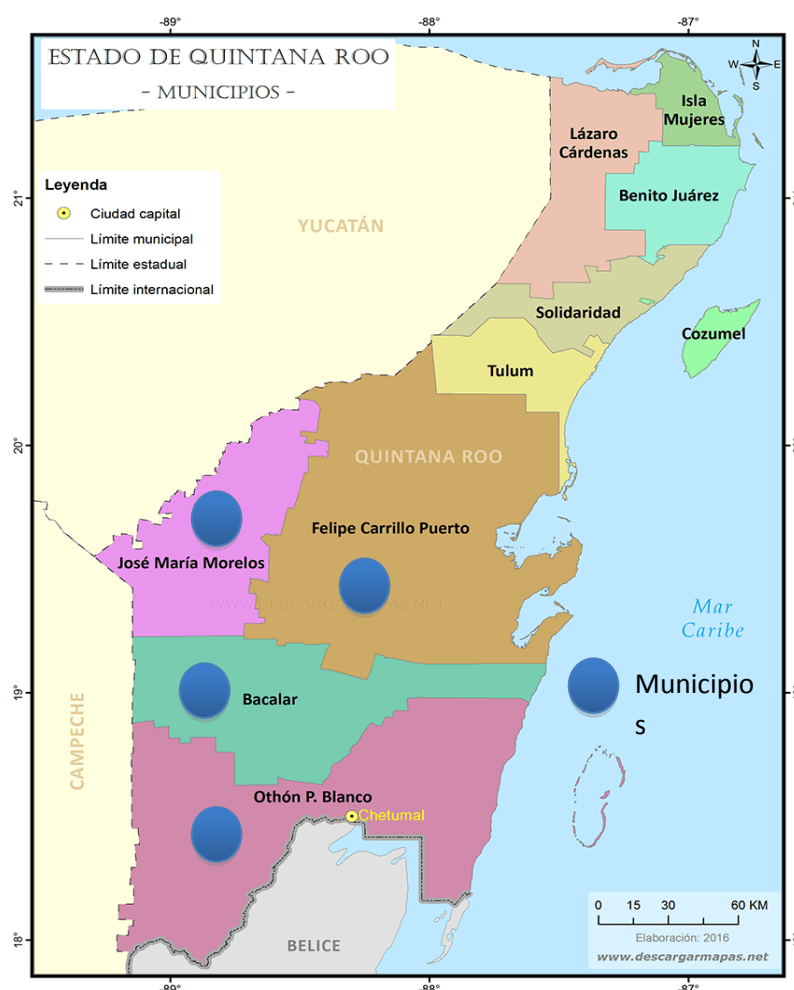 -89°
-88°
-87°
ESTADO DE QUINTANA ROO
- MUNICIPIOS -
N
W
E
S
Isla
Mujeres
Lázaro
Cárdenas
Leyenda
Benito Juárez
21°
Ciudad capital
YUCATÁN
Límite municipal
Límite estadual
Límite internacional
Solidaridad
Cozumel
Tulum
20°
QUINTANA ROO
Felipe Carrillo Puerto
José María Morelos
WWW.DESCARGARMAPAS.NET
Mar
Caribe
19°
Municipio
s
Bacalar
CAMPECHE
Othón P. Blanco
Chetumal
0 15 30 60 KM
Elaboración: 2016
18°
BELICE
www.descargarmapas.net
-89°
-88°
-87°